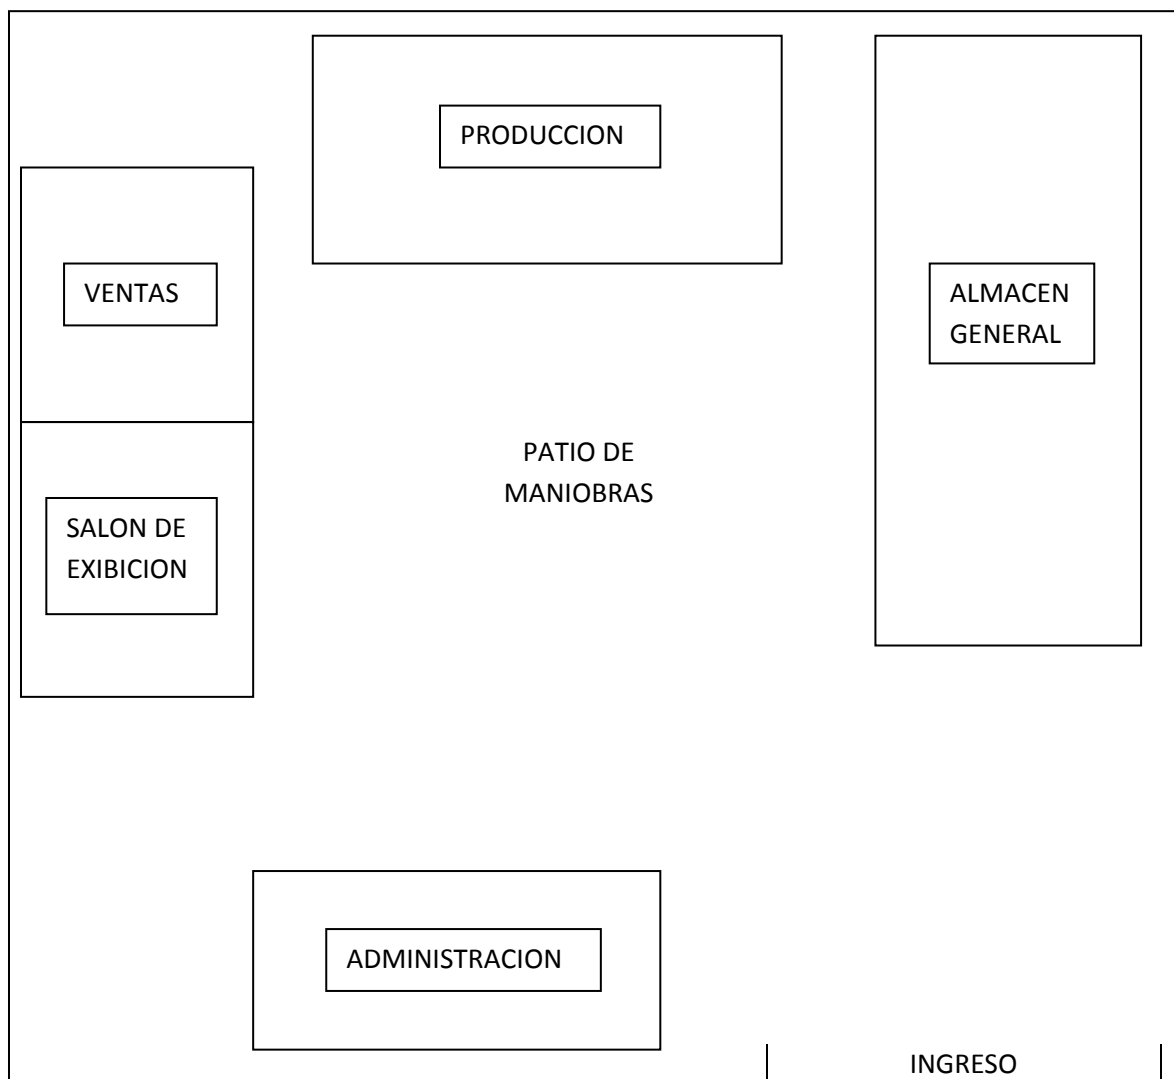 PRODUCCION
VENTAS
ALMACEN
GENERAL
PATIO DE
MANIOBRAS
SALON DE
EXIBICION
ADMINISTRACION
INGRESO